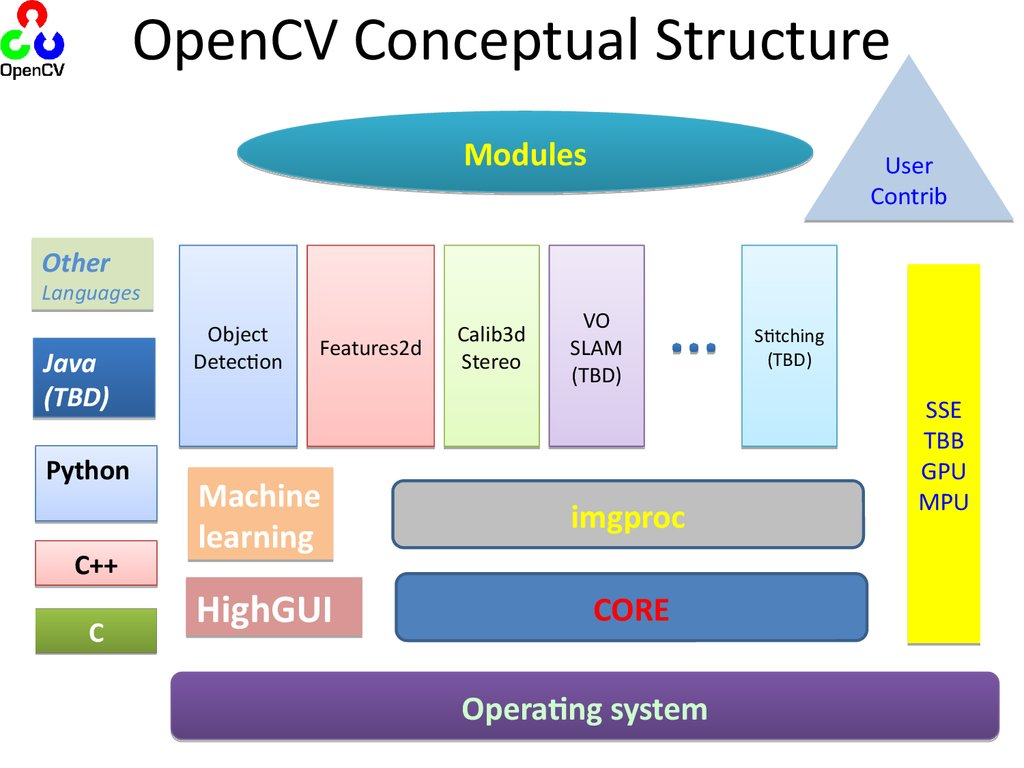 OpenCV Conceptual Structure
OpenCV
Modules
User
Contrib
Other
Languages
Java
(TBD)
Python
C++
C
Object
Detection
Features2d
Calib3d
Stereo
VO
SLAM
(TBD)
...
Stitching
(TBD)
SSE
TBB
GPU
MPU
Machine
learning
imgproc
HighGUI
CORE
Operating system